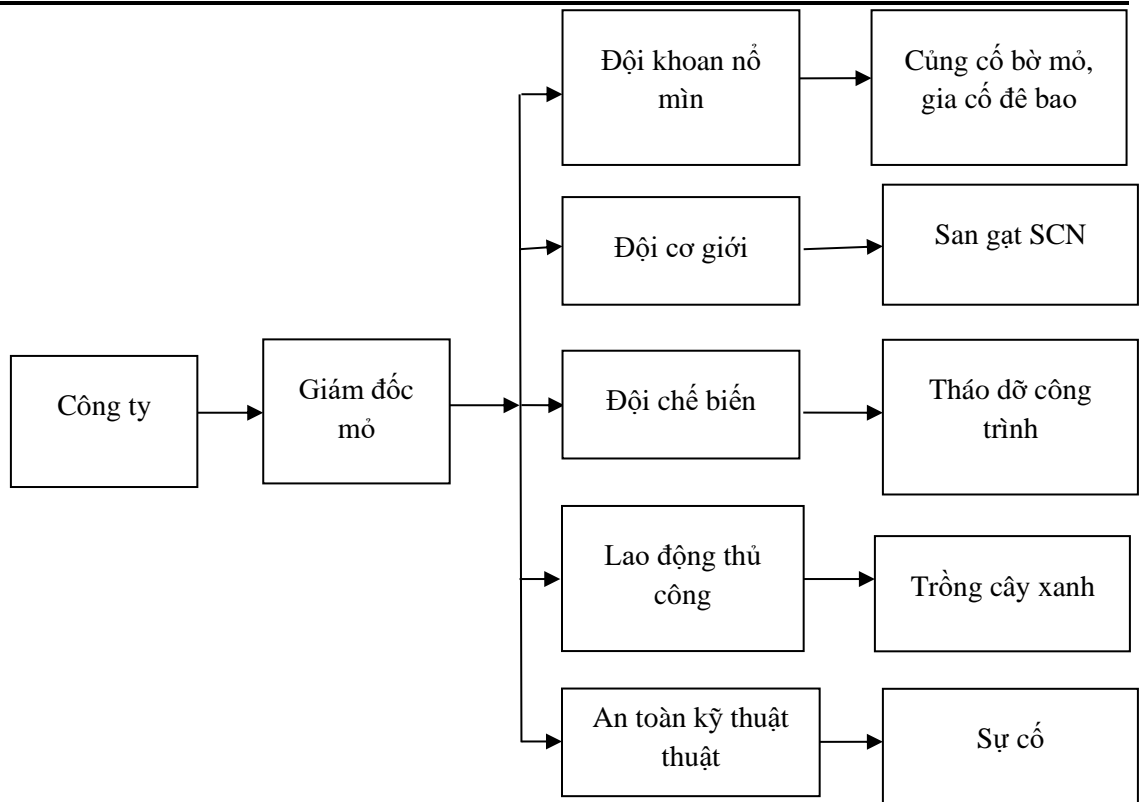 Đội khoan nổ
mìn
Củng cố bờ mỏ,
gia cố đê bao
Đội cơ giới
San gạt SCN
Công ty
Giám đốc
mỏ
Đội chế biến
Tháo dỡ công
trình
Lao động thủ
công
Trồng cây xanh
An toàn kỹ thuật
thuật
Sự cố